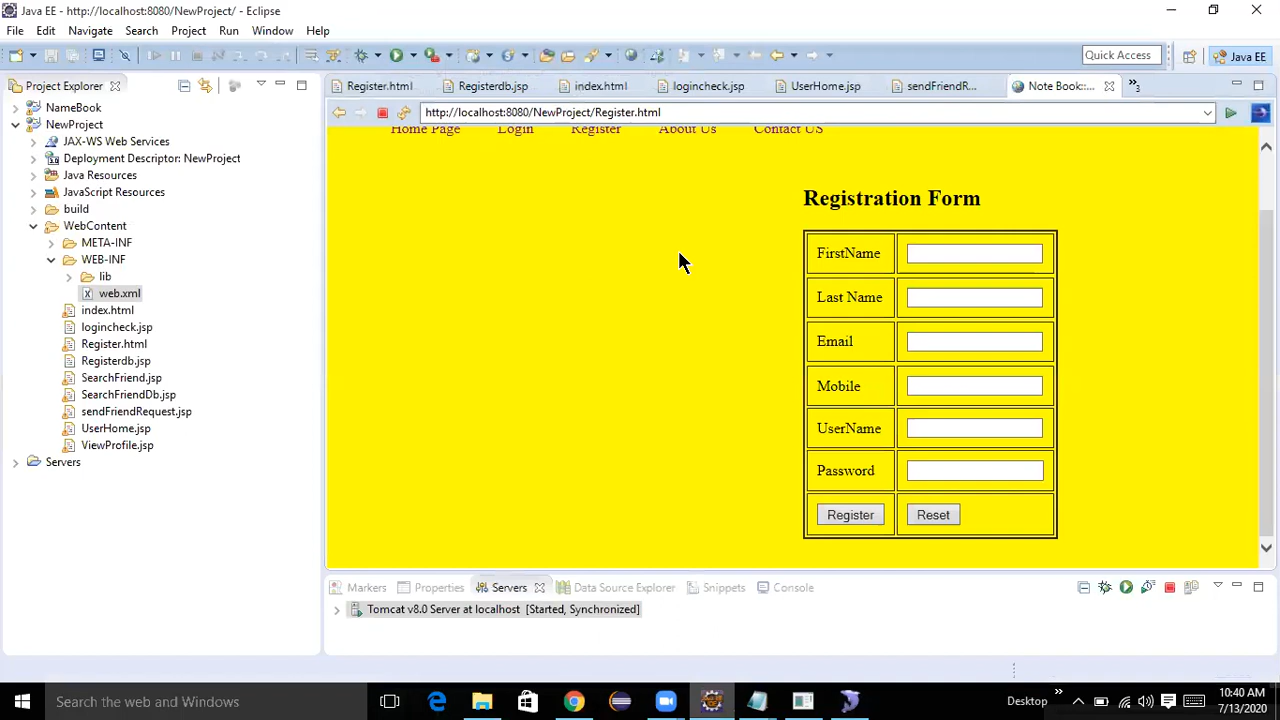 Java EE - http://localhost:8080/NewProject/ - Eclipse
File Edit Navigate Search Project Run Window Help
Quick Access
Java EE
Project Explorer
Register.html Registerdb.jsp index.html logincheck.jsp UserHome.jsp sendFriendR... Note Book::...
http://localhost:8080/NewProject/Register.html
NameBook
NewProject
JAX-WS Web Services
Deployment Descriptor: NewProject
Java Resources
JavaScript Resources
build
WebContent
META-INF
WEB-INF
lib
web.xml
index.html
logincheck.jsp
Register.html
Registerdb.jsp
SearchFriend.jsp
SearchFriendDb.jsp
sendFriendRequest.jsp
UserHome.jsp
ViewProfile.jsp
Servers
Home Page Login Register About Us Contact US
Registration Form
FirstName
Last Name
Email
Mobile
UserName
Password
Register Reset
Markers Properties Servers Data Source Explorer Snippets Console
Tomcat v8.0 Server at localhost [Started, Synchronized]
Search the web and Windows
Desktop
10:40 AM
7/13/2020